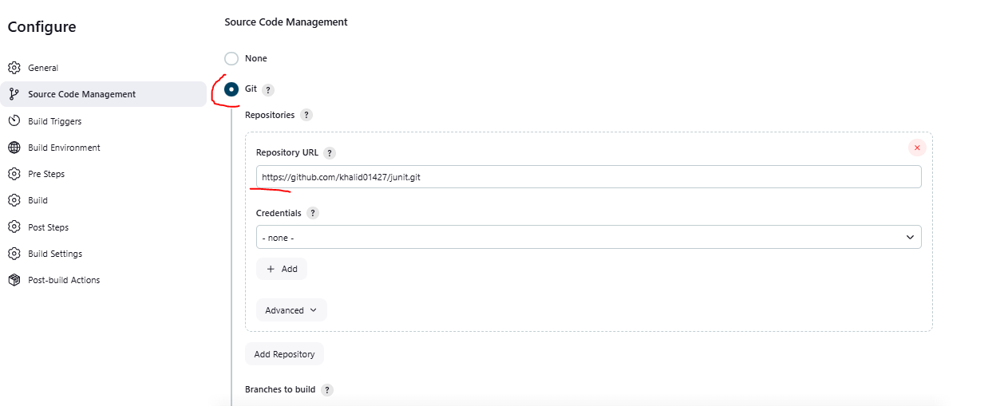 Configure
General
Source Code Management
Build Triggers
Build Environment
Pre Steps
Build
Post Steps
Build Settings
Post-build Actions
Source Code Management
None
Git ?
Repositories ?
Repository URL ?
https://github.com/khalid01427/junit.git
Credentials ?
- none -
+ Add
Advanced
Add Repository
Branches to build ?